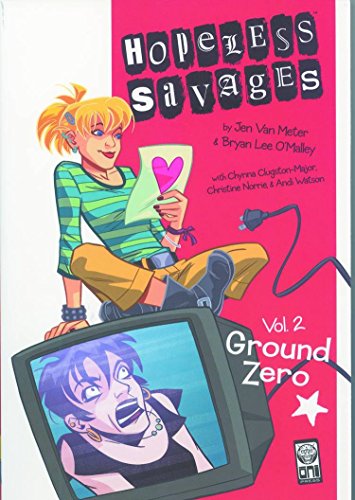 HOPELESS™
SAVAGES
by Jen Van Meter
& Bryan Lee O'Malley
with Chynna Clugston-Major,
Christine Norrie, & Andi Watson
Vol. 2
Ground
Zero
oni
PRESS